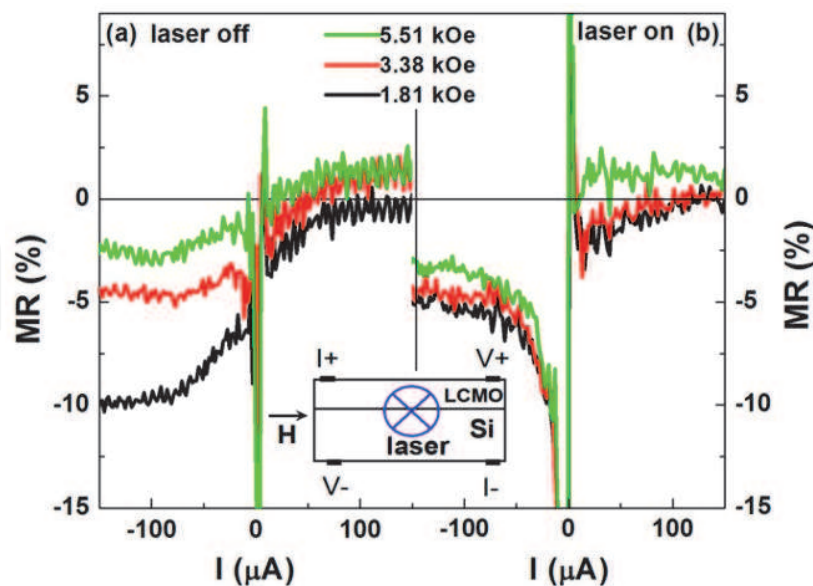 (a) laser off
5.51 kOe
3.38 kOe
1.81 kOe
laser on (b)
MR (%)
5
0
-5
-10
-15
-100 0 100
I (μA)
I+ V+
LCMO
H
Si
laser
V- I-
-100 0 100
I (μA)
5
0
-5
-10
-15
MR (%)